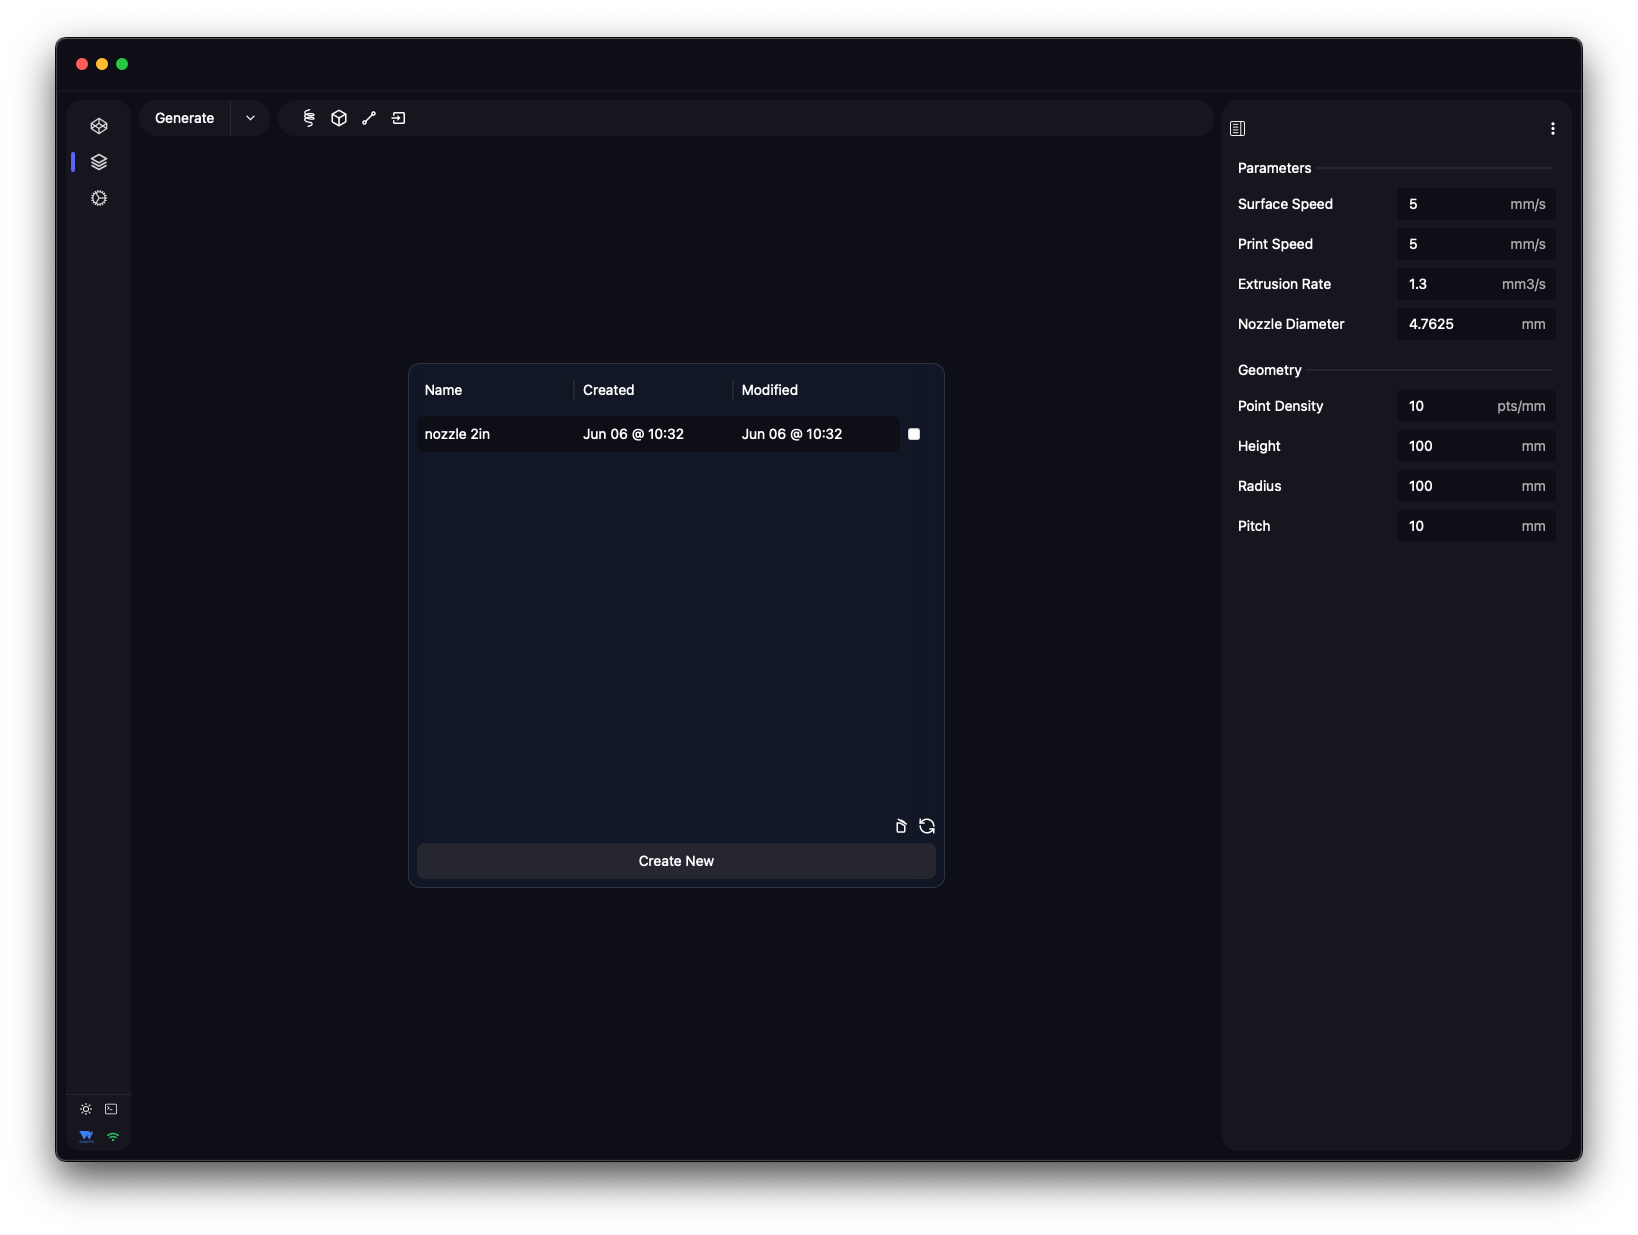 Generate
Parameters
Surface Speed 5 mm/s
Print Speed 5 mm/s
Extrusion Rate 1.3 mm3/s
Nozzle Diameter 4.7625 mm
Geometry
Point Density 10 pts/mm
Height 100 mm
Radius 100 mm
Pitch 10 mm
Name Created Modified
nozzle 2in Jun 06 @ 10:32 Jun 06 @ 10:32
Create New